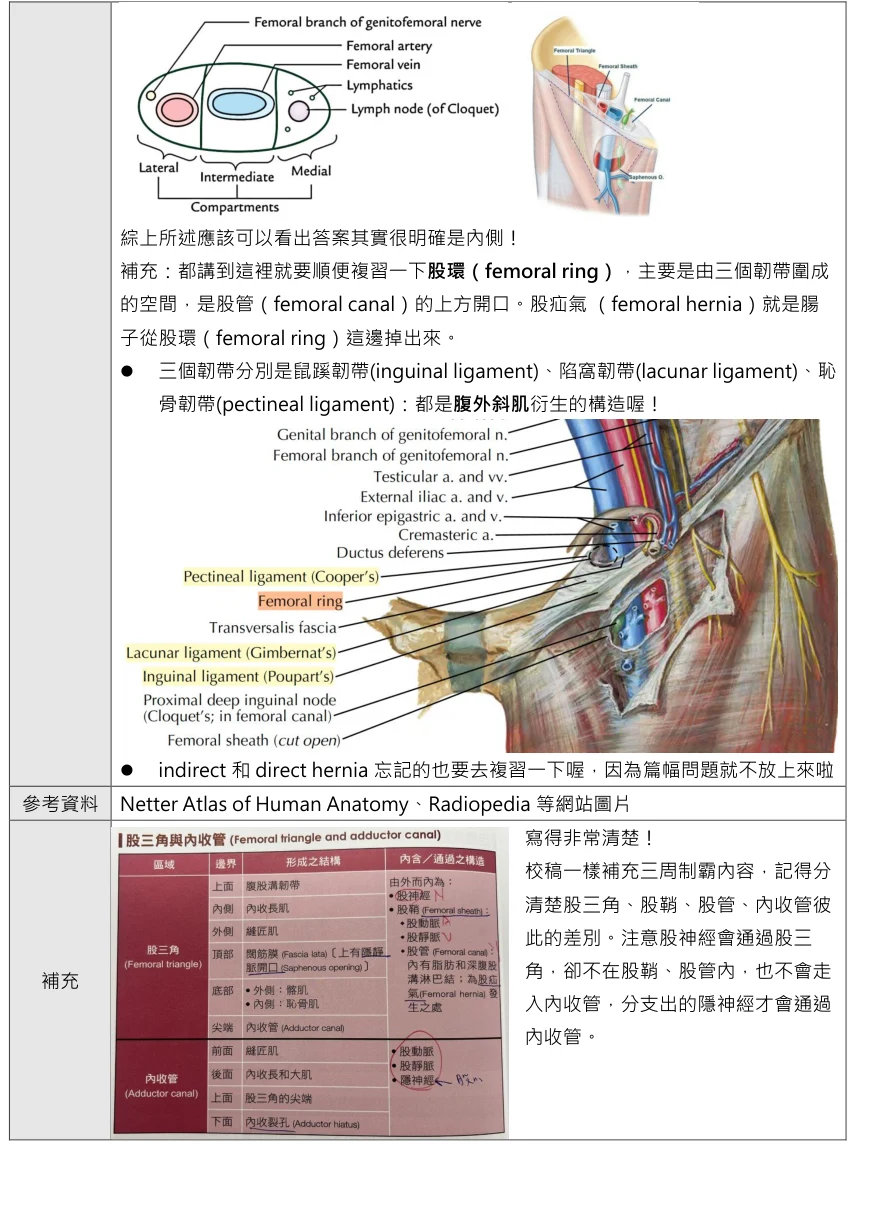 Femoral branch of genitofemoral nerve
Femoral artery
Femoral vein
Lymphatics
Lymph node (of Cloquet)
Lateral
Intermediate
Medial
Compartments
Femoral Triangle
Femoral Sheath
Femoral Canal
Saphenous O.
綜上所述應該可以看出答案其實很明確是內側！
補充：都講到這裡就要順便複習一下股環（femoral ring），主要是由三個韌帶圍成
的空間，是股管（femoral canal）的上方開口。股疝氣 （femoral hernia）就是腸
子從股環（femoral ring）這邊掉出來。
● 三個韌帶分別是鼠蹊韌帶(inguinal ligament)、陷窩韌帶(lacunar ligament)、恥
骨韌帶(pectineal ligament)：都是腹外斜肌衍生的構造喔！
Genital branch of genitofemoral n.
Femoral branch of genitofemoral n.
Testicular a. and vv.
External iliac a. and v.
Inferior epigastric a. and v.
Cremasteric a.
Ductus deferens
Pectineal ligament (Cooper's)
Femoral ring
Transversalis fascia
Lacunar ligament (Gimbernat's)
Inguinal ligament (Poupart's)
Proximal deep inguinal node
(Cloquet's; in femoral canal)
Femoral sheath (cut open)
● indirect 和 direct hernia 忘記的也要去複習一下喔，因為篇幅問題就不放上來啦
參考資料 Netter Atlas of Human Anatomy、Radiopedia 等網站圖片
補充
股三角與內收管 (Femoral triangle and adductor canal)
區域 邊界 形成之結構 內含／通過之構造
股三角
(Femoral triangle)
上面 腹股溝韌帶
內側 內收長肌
外側 縫匠肌
頂部 闊筋膜 (Fascia lata)〔上有隱靜
脈開口 (Saphenous opening)〕
底部 • 外側：髂肌
• 內側：恥骨肌
尖端 內收管 (Adductor canal)
由外而內為：
• 股神經 N
• 股鞘 (Femoral sheath)：
• 股動脈 A
• 股靜脈 V
• 股管 (Femoral canal)：
內有脂肪和深腹股
溝淋巴結；為股疝
氣(Femoral hernia) 發
生之處
內收管
(Adductor canal)
前面 縫匠肌
後面 內收長和大肌
上面 股三角的尖端
下面 內收裂孔 (Adductor hiatus)
• 股動脈
• 股靜脈
• 隱神經
寫得非常清楚！
校稿一樣補充三周制霸內容，記得分
清楚股三角、股鞘、股管、內收管彼
此的差別。注意股神經會通過股三
角，卻不在股鞘、股管內，也不會走
入內收管，分支出的隱神經才會通過
內收管。